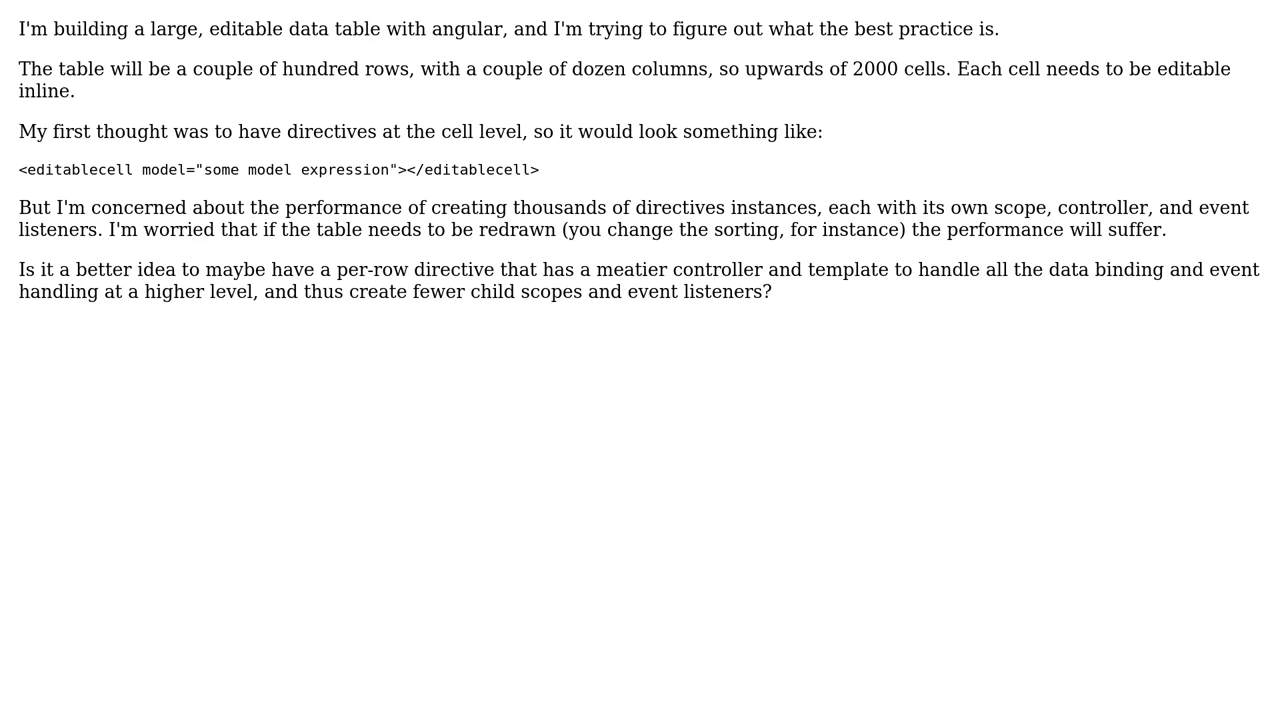 I'm building a large, editable data table with angular, and I'm trying to figure out what the best practice is.
The table will be a couple of hundred rows, with a couple of dozen columns, so upwards of 2000 cells. Each cell needs to be editable
inline.
My first thought was to have directives at the cell level, so it would look something like:
<editablecell model="some model expression"></editablecell>
But I'm concerned about the performance of creating thousands of directives instances, each with its own scope, controller, and event
listeners. I'm worried that if the table needs to be redrawn (you change the sorting, for instance) the performance will suffer.
Is it a better idea to maybe have a per-row directive that has a meatier controller and template to handle all the data binding and event
handling at a higher level, and thus create fewer child scopes and event listeners?